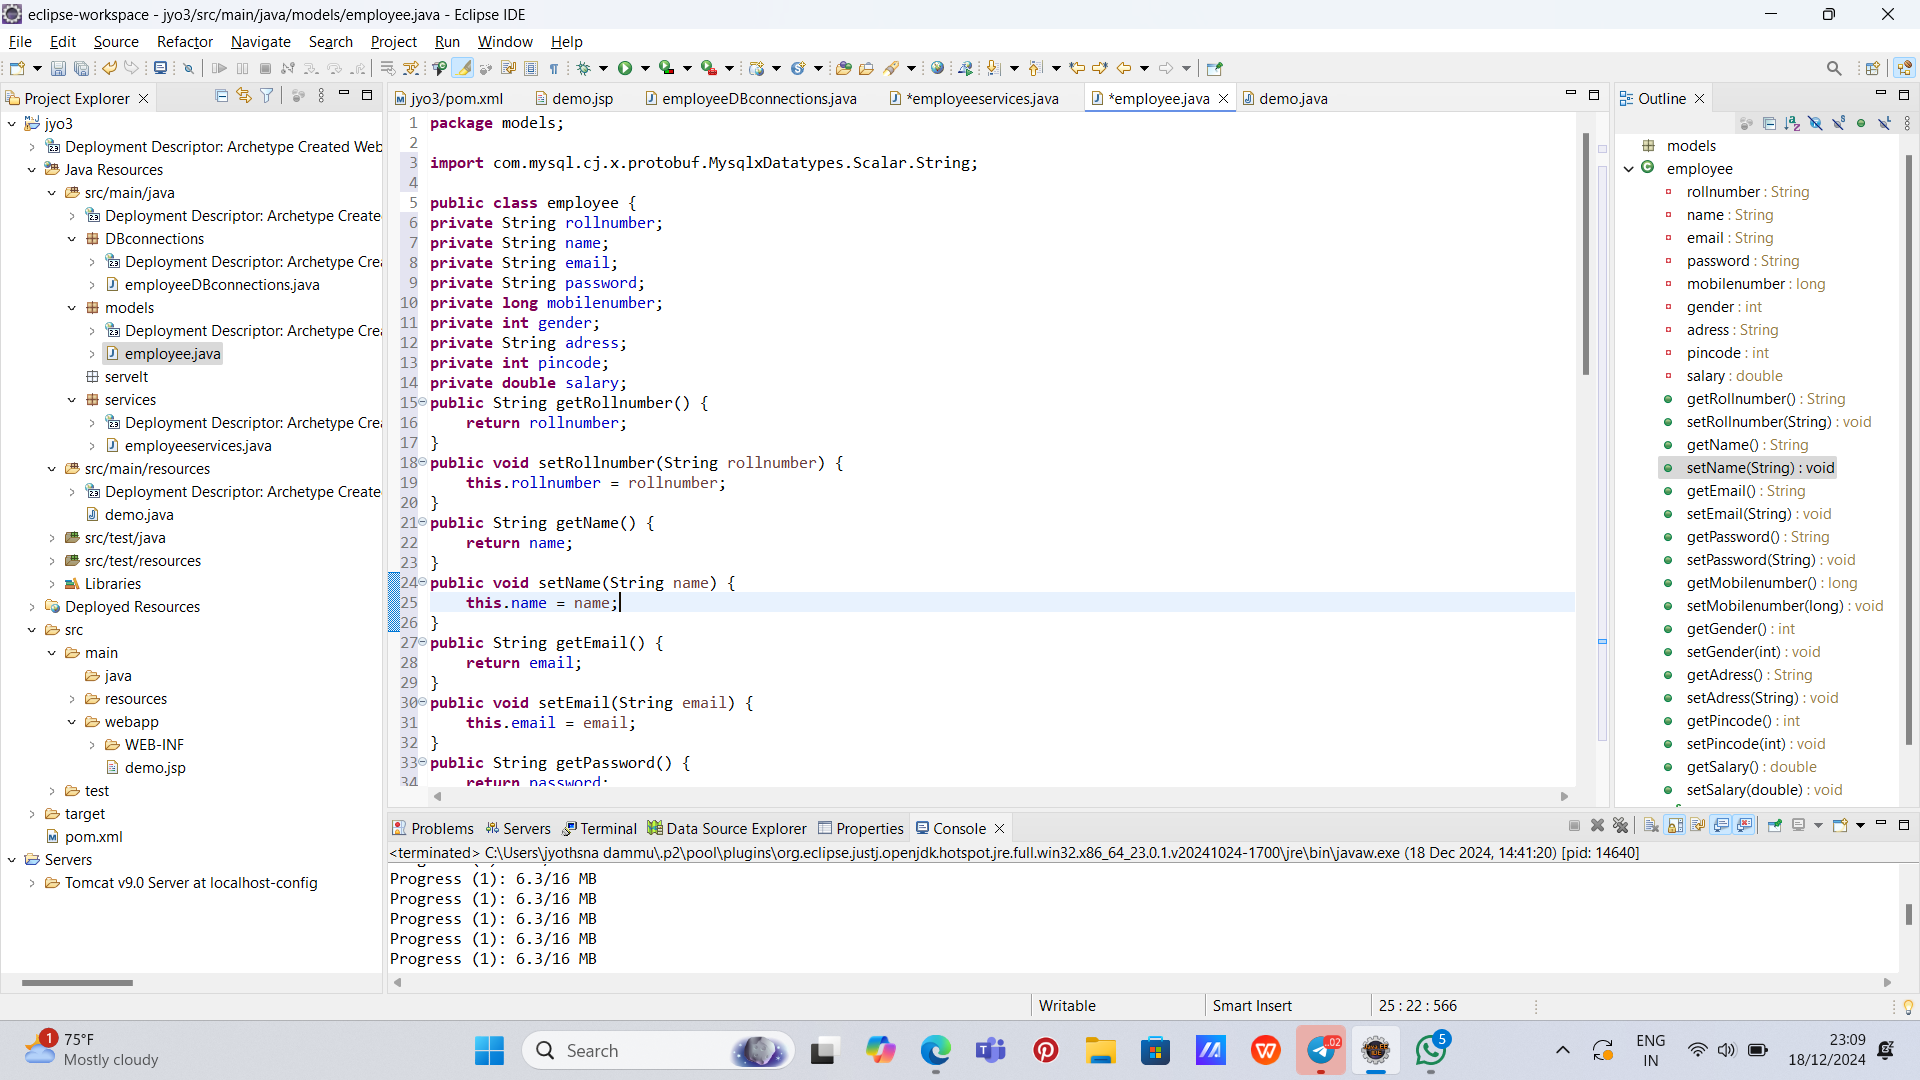 eclipse-workspace - jyo3/src/main/java/models/employee.java - Eclipse IDE
File Edit Source Refactor Navigate Search Project Run Window Help
Project Explorer
jyo3
Deployment Descriptor: Archetype Created Web
Java Resources
src/main/java
Deployment Descriptor: Archetype Create
DBconnections
Deployment Descriptor: Archetype Crea
employeeDBconnections.java
models
Deployment Descriptor: Archetype Crea
employee.java
servelt
services
Deployment Descriptor: Archetype Crea
employeeservices.java
src/main/resources
Deployment Descriptor: Archetype Create
demo.java
src/test/java
src/test/resources
Libraries
Deployed Resources
src
main
java
resources
webapp
WEB-INF
demo.jsp
test
target
pom.xml
Servers
Tomcat v9.0 Server at localhost-config
jyo3/pom.xml demo.jsp employeeDBconnections.java *employeeservices.java *employee.java demo.java
1 package models;
2
3 import com.mysql.cj.x.protobuf.MysqlxDatatypes.Scalar.String;
4
5 public class employee {
6 private String rollnumber;
7 private String name;
8 private String email;
9 private String password;
10 private long mobilenumber;
11 private int gender;
12 private String adress;
13 private int pincode;
14 private double salary;
15 public String getRollnumber() {
16 return rollnumber;
17 }
18 public void setRollnumber(String rollnumber) {
19 this.rollnumber = rollnumber;
20 }
21 public String getName() {
22 return name;
23 }
24 public void setName(String name) {
25 this.name = name;
26 }
27 public String getEmail() {
28 return email;
29 }
30 public void setEmail(String email) {
31 this.email = email;
32 }
33 public String getPassword() {
34 return password;
Outline
models
employee
rollnumber : String
name : String
email : String
password : String
mobilenumber : long
gender : int
adress : String
pincode : int
salary : double
getRollnumber() : String
setRollnumber(String) : void
getName() : String
setName(String) : void
getEmail() : String
setEmail(String) : void
getPassword() : String
setPassword(String) : void
getMobilenumber() : long
setMobilenumber(long) : void
getGender() : int
setGender(int) : void
getAdress() : String
setAdress(String) : void
getPincode() : int
setPincode(int) : void
getSalary() : double
setSalary(double) : void
Problems Servers Terminal Data Source Explorer Properties Console
<terminated> C:\Users\jyothsna dammu\.p2\pool\plugins\org.eclipse.justj.openjdk.hotspot.jre.full.win32.x86_64_23.0.1.v20241024-1700\jre\bin\javaw.exe (18 Dec 2024, 14:41:20) [pid: 14640]
Progress (1): 6.3/16 MB
Progress (1): 6.3/16 MB
Progress (1): 6.3/16 MB
Progress (1): 6.3/16 MB
Progress (1): 6.3/16 MB
Writable Smart Insert 25 : 22 : 566
1 75°F
Mostly cloudy
Search
.02
5
ENG
IN
23:09
18/12/2024